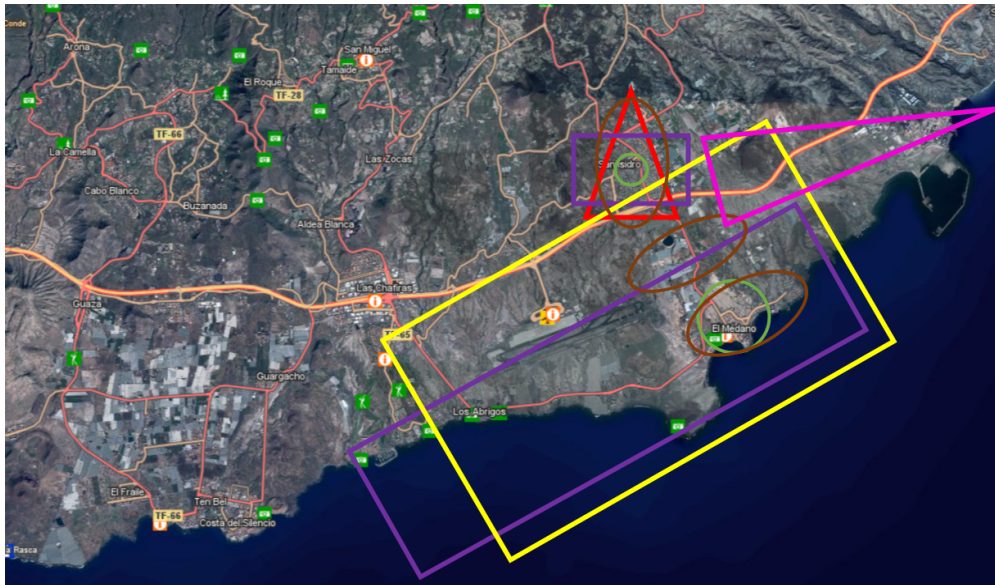 Conde
Arona
San Miguel
Tamaide
El Roque
TF-28
TF-66
La Camella
Las Zocas
San Isidro
Cabo Blanco
Buzanada
Aldea Blanca
Las Chafiras
Guaza
TF-65
El Medano
Guargacho
Los Abrigos
El Fraile
Ten Bel
TF-66
Costa del Silencio
a Rasca